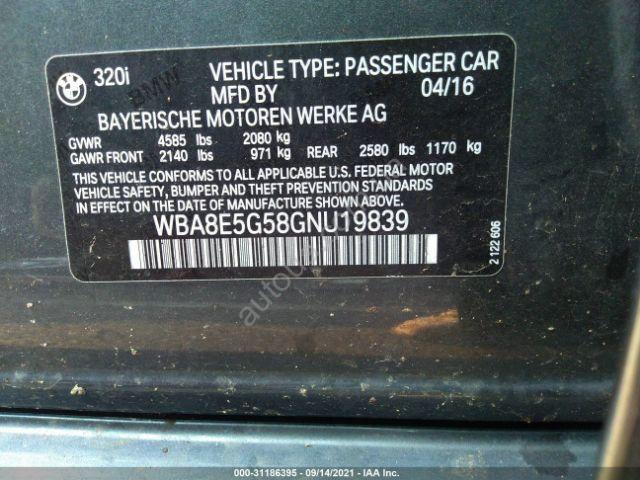 320i VEHICLE TYPE: PASSENGER CAR
BMW MFD BY 04/16
BAYERISCHE MOTOREN WERKE AG
GVWR 4585 lbs 2080 kg
GAWR FRONT 2140 lbs 971 kg REAR 2580 lbs 1170 kg
THIS VEHICLE CONFORMS TO ALL APPLICABLE U.S. FEDERAL MOTOR
VEHICLE SAFETY, BUMPER, AND THEFT PREVENTION STANDARDS
IN EFFECT ON THE DATE OF MANUFACTURE SHOWN ABOVE.
WBA8E5G58GNU19839
2 122 606
000-31186395 - 09/14/2021 - IAA Inc.